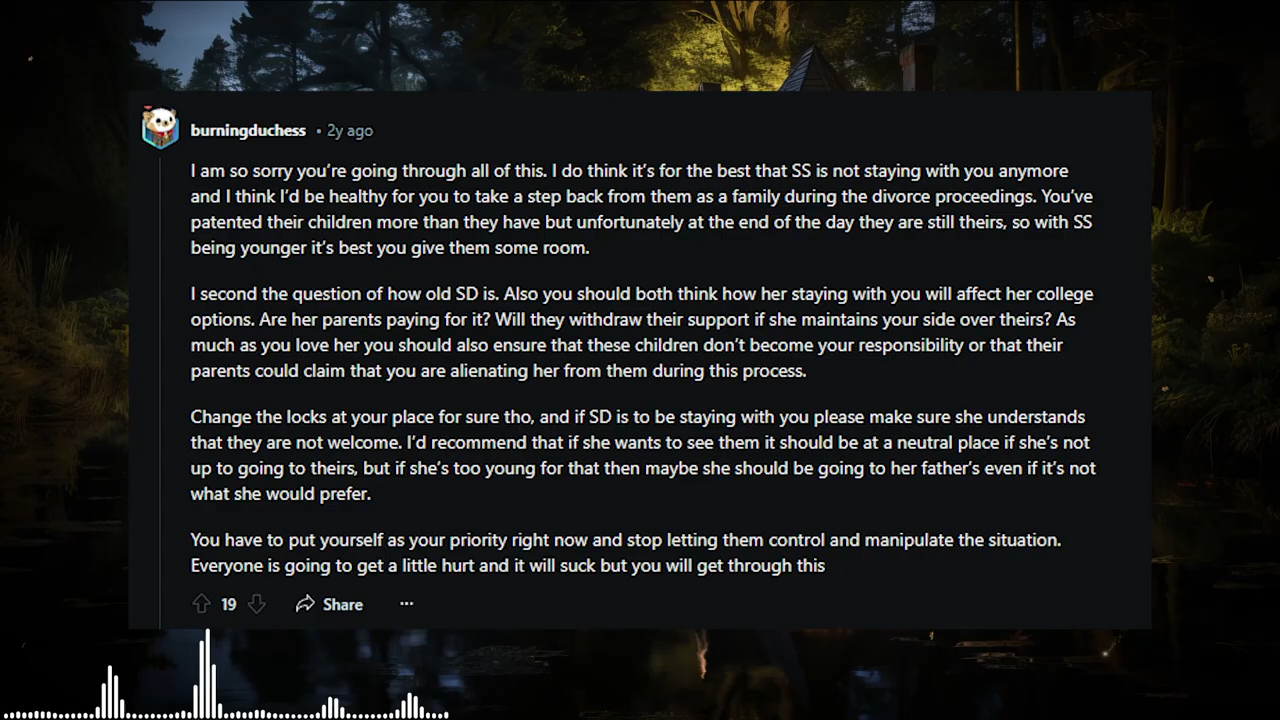 burningduchess • 2y ago
I am so sorry you're going through all of this. I do think it's for the best that SS is not staying with you anymore
and I think I'd be healthy for you to take a step back from them as a family during the divorce proceedings. You've
patented their children more than they have but unfortunately at the end of the day they are still theirs, so with SS
being younger it's best you give them some room.
I second the question of how old SD is. Also you should both think how her staying with you will affect her college
options. Are her parents paying for it? Will they withdraw their support if she maintains your side over theirs? As
much as you love her you should also ensure that these children don't become your responsibility or that their
parents could claim that you are alienating her from them during this process.
Change the locks at your place for sure tho, and if SD is to be staying with you please make sure she understands
that they are not welcome. I'd recommend that if she wants to see them it should be at a neutral place if she's not
up to going to theirs, but if she's too young for that then maybe she should be going to her father's even if it's not
what she would prefer.
You have to put yourself as your priority right now and stop letting them control and manipulate the situation.
Everyone is going to get a little hurt and it will suck but you will get through this
19 Share ...